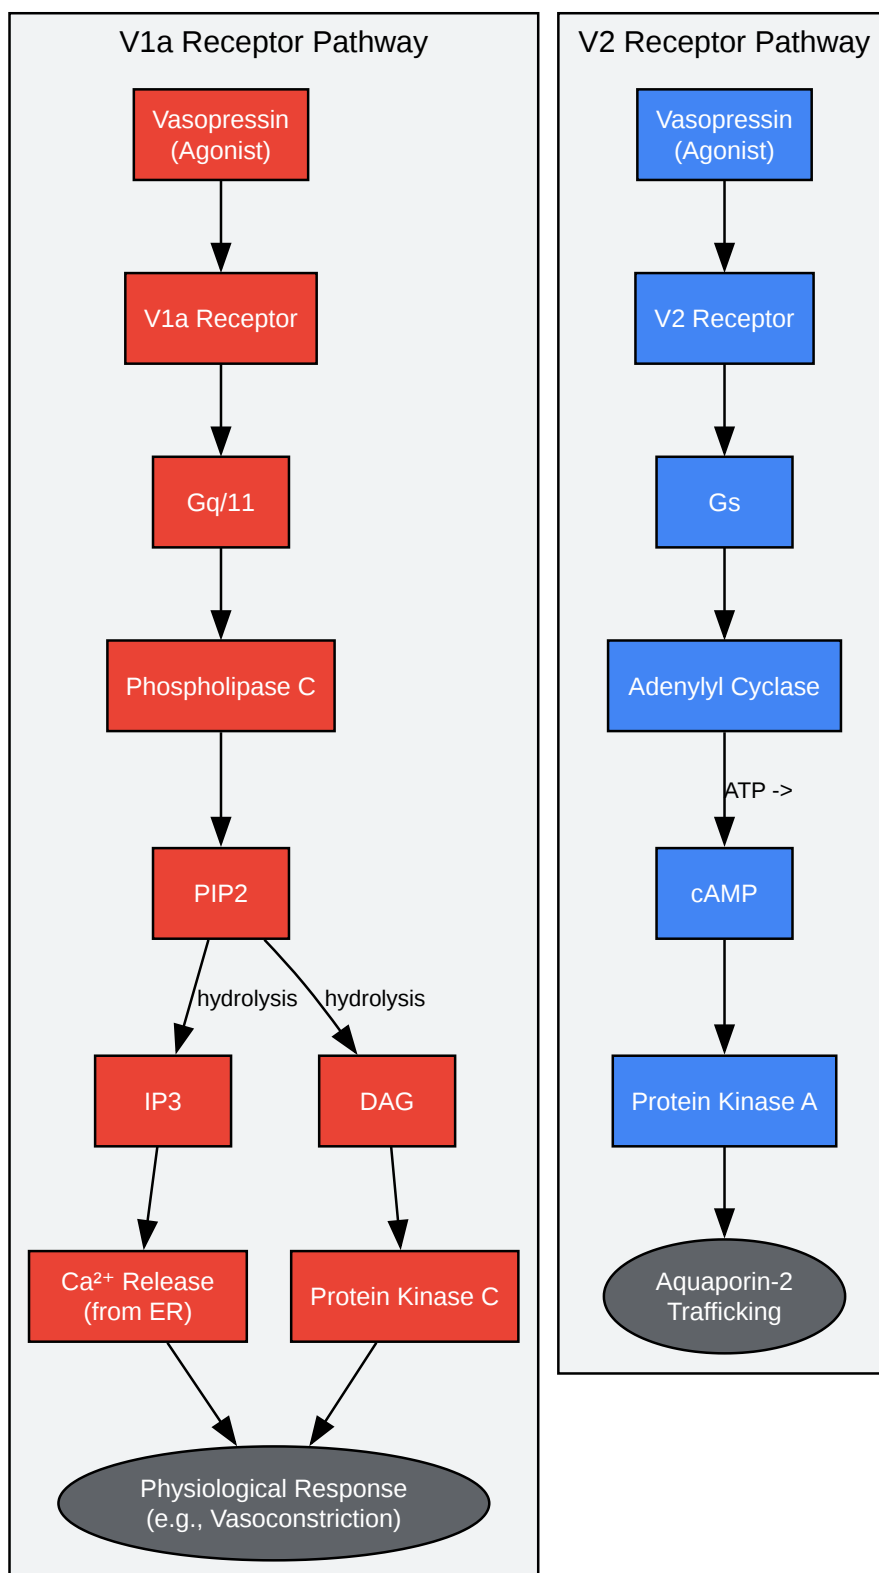 V1a Receptor Pathway
Vasopressin
(Agonist)
V1a Receptor
Gq/11
Phospholipase C
PIP2
hydrolysis
hydrolysis
IP3
DAG
Ca²⁺ Release
(from ER)
Protein Kinase C
Physiological Response
(e.g., Vasoconstriction)
V2 Receptor Pathway
Vasopressin
(Agonist)
V2 Receptor
Gs
Adenylyl Cyclase
ATP ->
cAMP
Protein Kinase A
Aquaporin-2
Trafficking